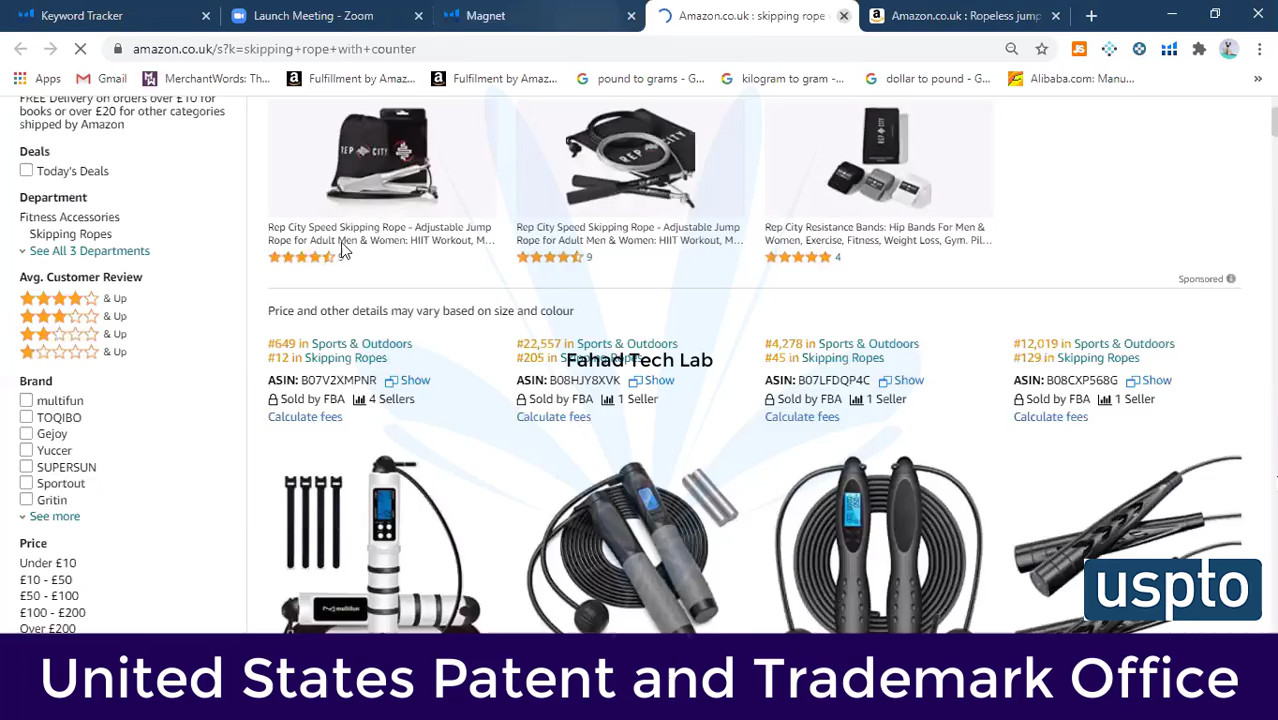 Keyword Tracker
Launch Meeting - Zoom
Magnet
Amazon.co.uk : skipping rope
Amazon.co.uk : Ropeless jump
amazon.co.uk/s?k=skipping+rope+with+counter
Apps
Gmail
MerchantWords: Th...
Fulfillment by Amaz...
Fulfilment by Amaz...
pound to grams - G...
kilogram to gram -...
dollar to pound - G...
Alibaba.com: Manu...
FREE Delivery on orders over £10 for
books or over £20 for other categories
shipped by Amazon
Deals
Today's Deals
Department
Fitness Accessories
Skipping Ropes
See All 3 Departments
Avg. Customer Review
& Up
& Up
& Up
& Up
Brand
multifun
TOQIBO
Gejoy
Yuccer
SUPERSUN
Sportout
Gritin
See more
Price
Under £10
£10 - £50
£50 - £100
£100 - £200
Over £200
REP CITY
REP CITY
REP CITY
Rep City Speed Skipping Rope - Adjustable Jump
Rope for Adult Men & Women: HIIT Workout, M...
Rep City Speed Skipping Rope - Adjustable Jump
Rope for Adult Men & Women: HIIT Workout, M...
9
Rep City Resistance Bands: Hip Bands For Men &
Women, Exercise, Fitness, Weight Loss, Gym. Pil...
4
Sponsored
Price and other details may vary based on size and colour
#649 in Sports & Outdoors
#12 in Skipping Ropes
ASIN: B07V2XMPNR Show
Sold by FBA 4 Sellers
Calculate fees
#22,557 in Sports & Outdoors
#205 in Skipping Ropes
ASIN: B08HJY8XVK Show
Sold by FBA 1 Seller
Calculate fees
#4,278 in Sports & Outdoors
#45 in Skipping Ropes
ASIN: B07LFDQP4C Show
Sold by FBA 1 Seller
Calculate fees
#12,019 in Sports & Outdoors
#129 in Skipping Ropes
ASIN: B08CXP568G Show
Sold by FBA 1 Seller
Calculate fees
Fahad Tech Lab
multifun
uspto
United States Patent and Trademark Office